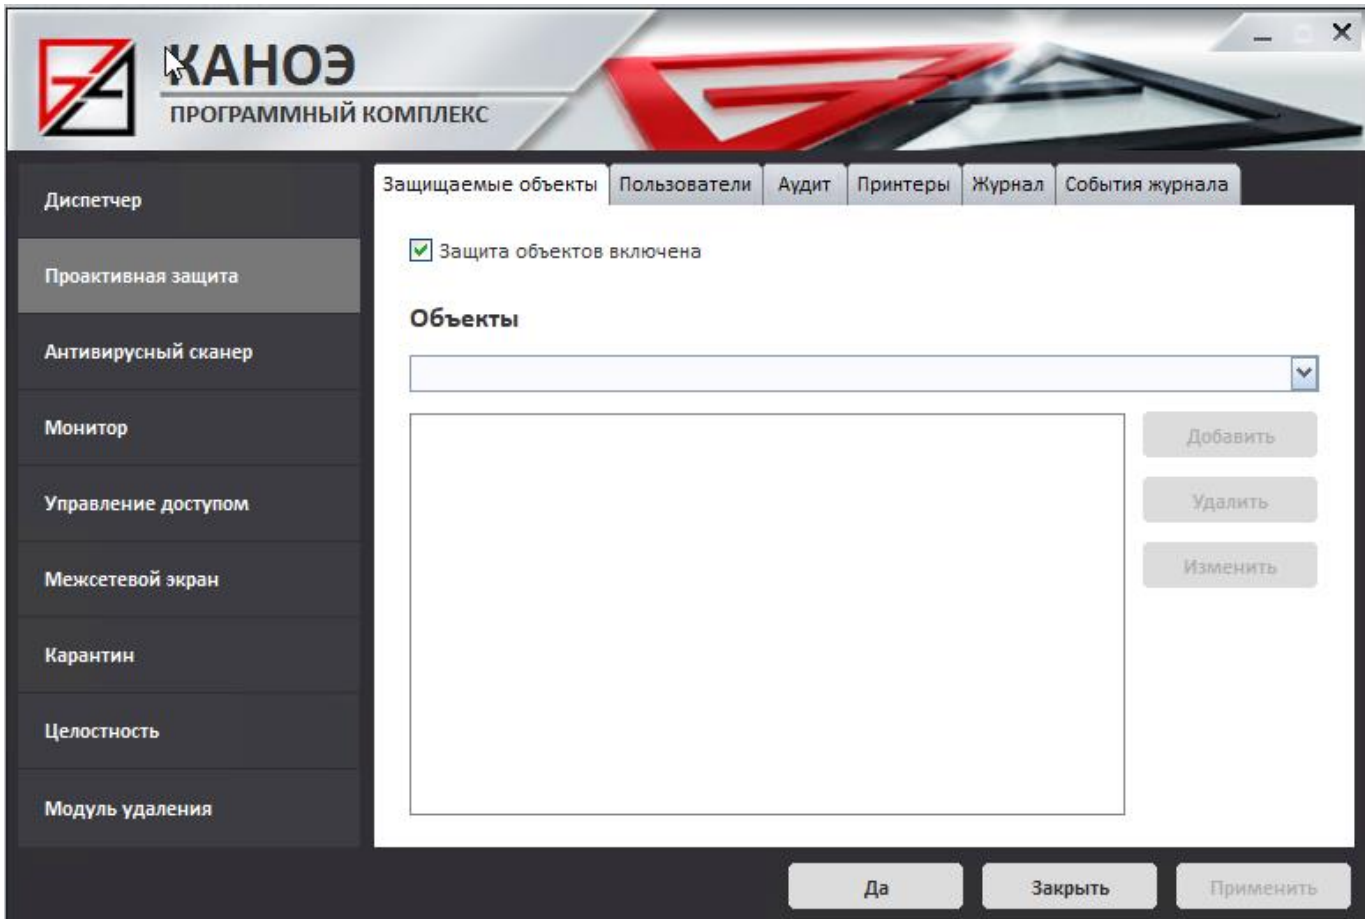 КАНОЭ
ПРОГРАММНЫЙ КОМПЛЕКС
Диспетчер
Проактивная защита
Антивирусный сканер
Монитор
Управление доступом
Межсетевой экран
Карантин
Целостность
Модуль удаления
Защищаемые объекты
Пользователи
Аудит
Принтеры
Журнал
События журнала
Защита объектов включена
Объекты
Добавить
Удалить
Изменить
Да
Закрыть
Применить